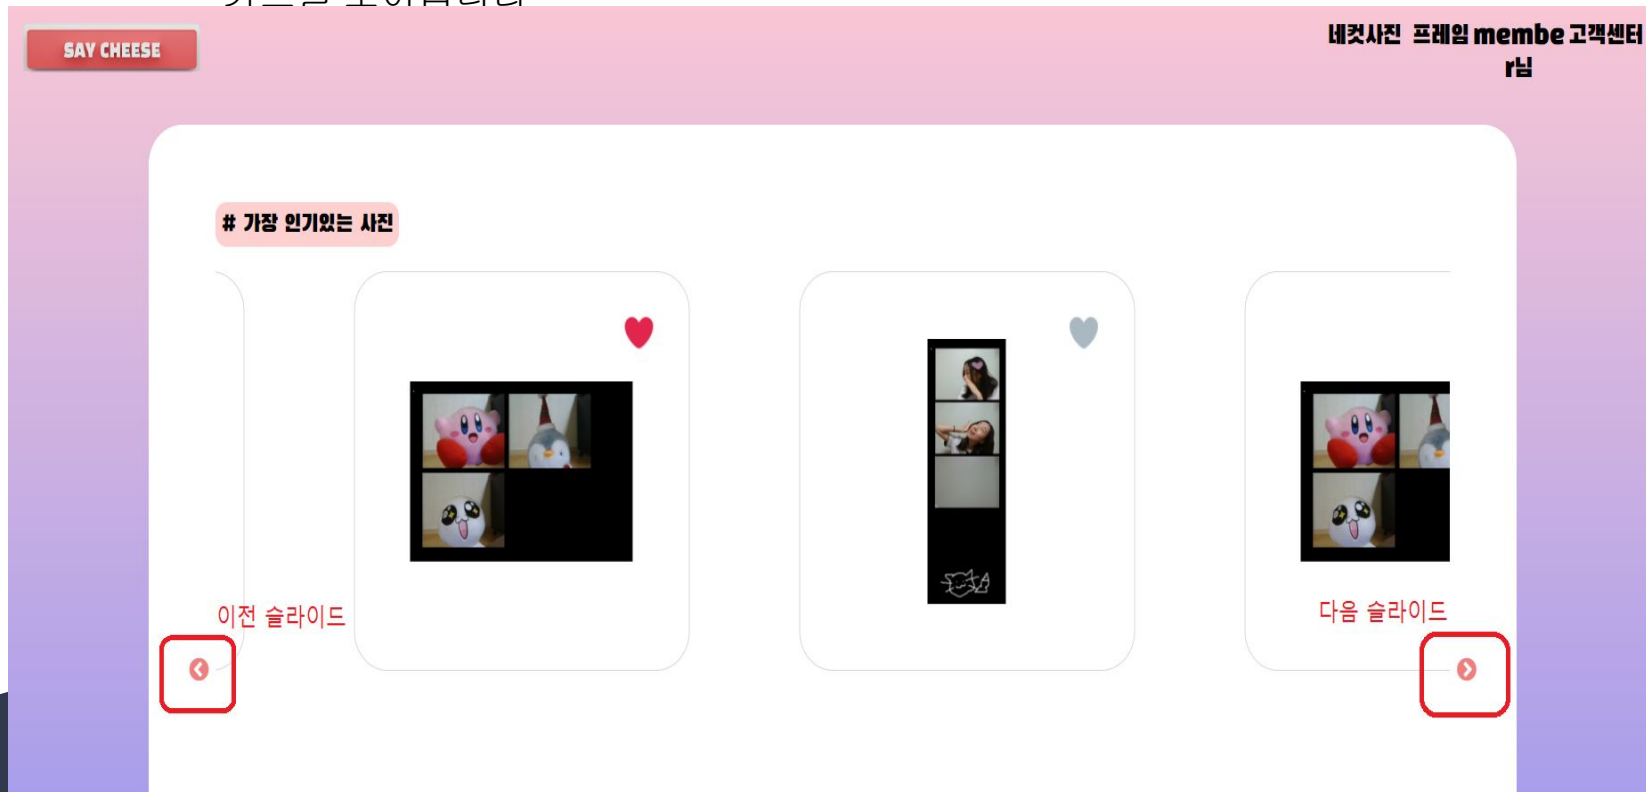 SAY CHEESE
네컷사진 프레임 membe 고객센터
r님
# 가장 인기있는 사진
이전 슬라이드
다음 슬라이드